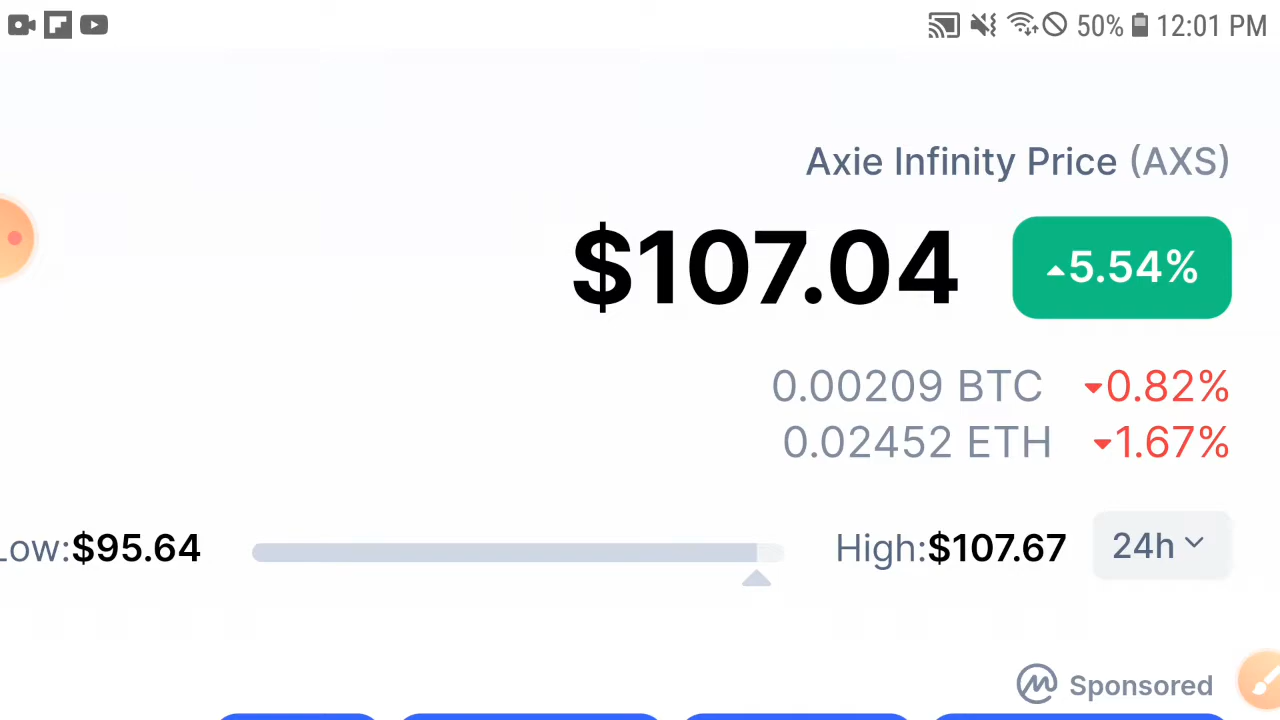 50% 12:01 PM
Axie Infinity Price (AXS)
$107.04 5.54%
0.00209 BTC 0.82%
0.02452 ETH 1.67%
Low:$95.64 High:$107.67 24h
Sponsored